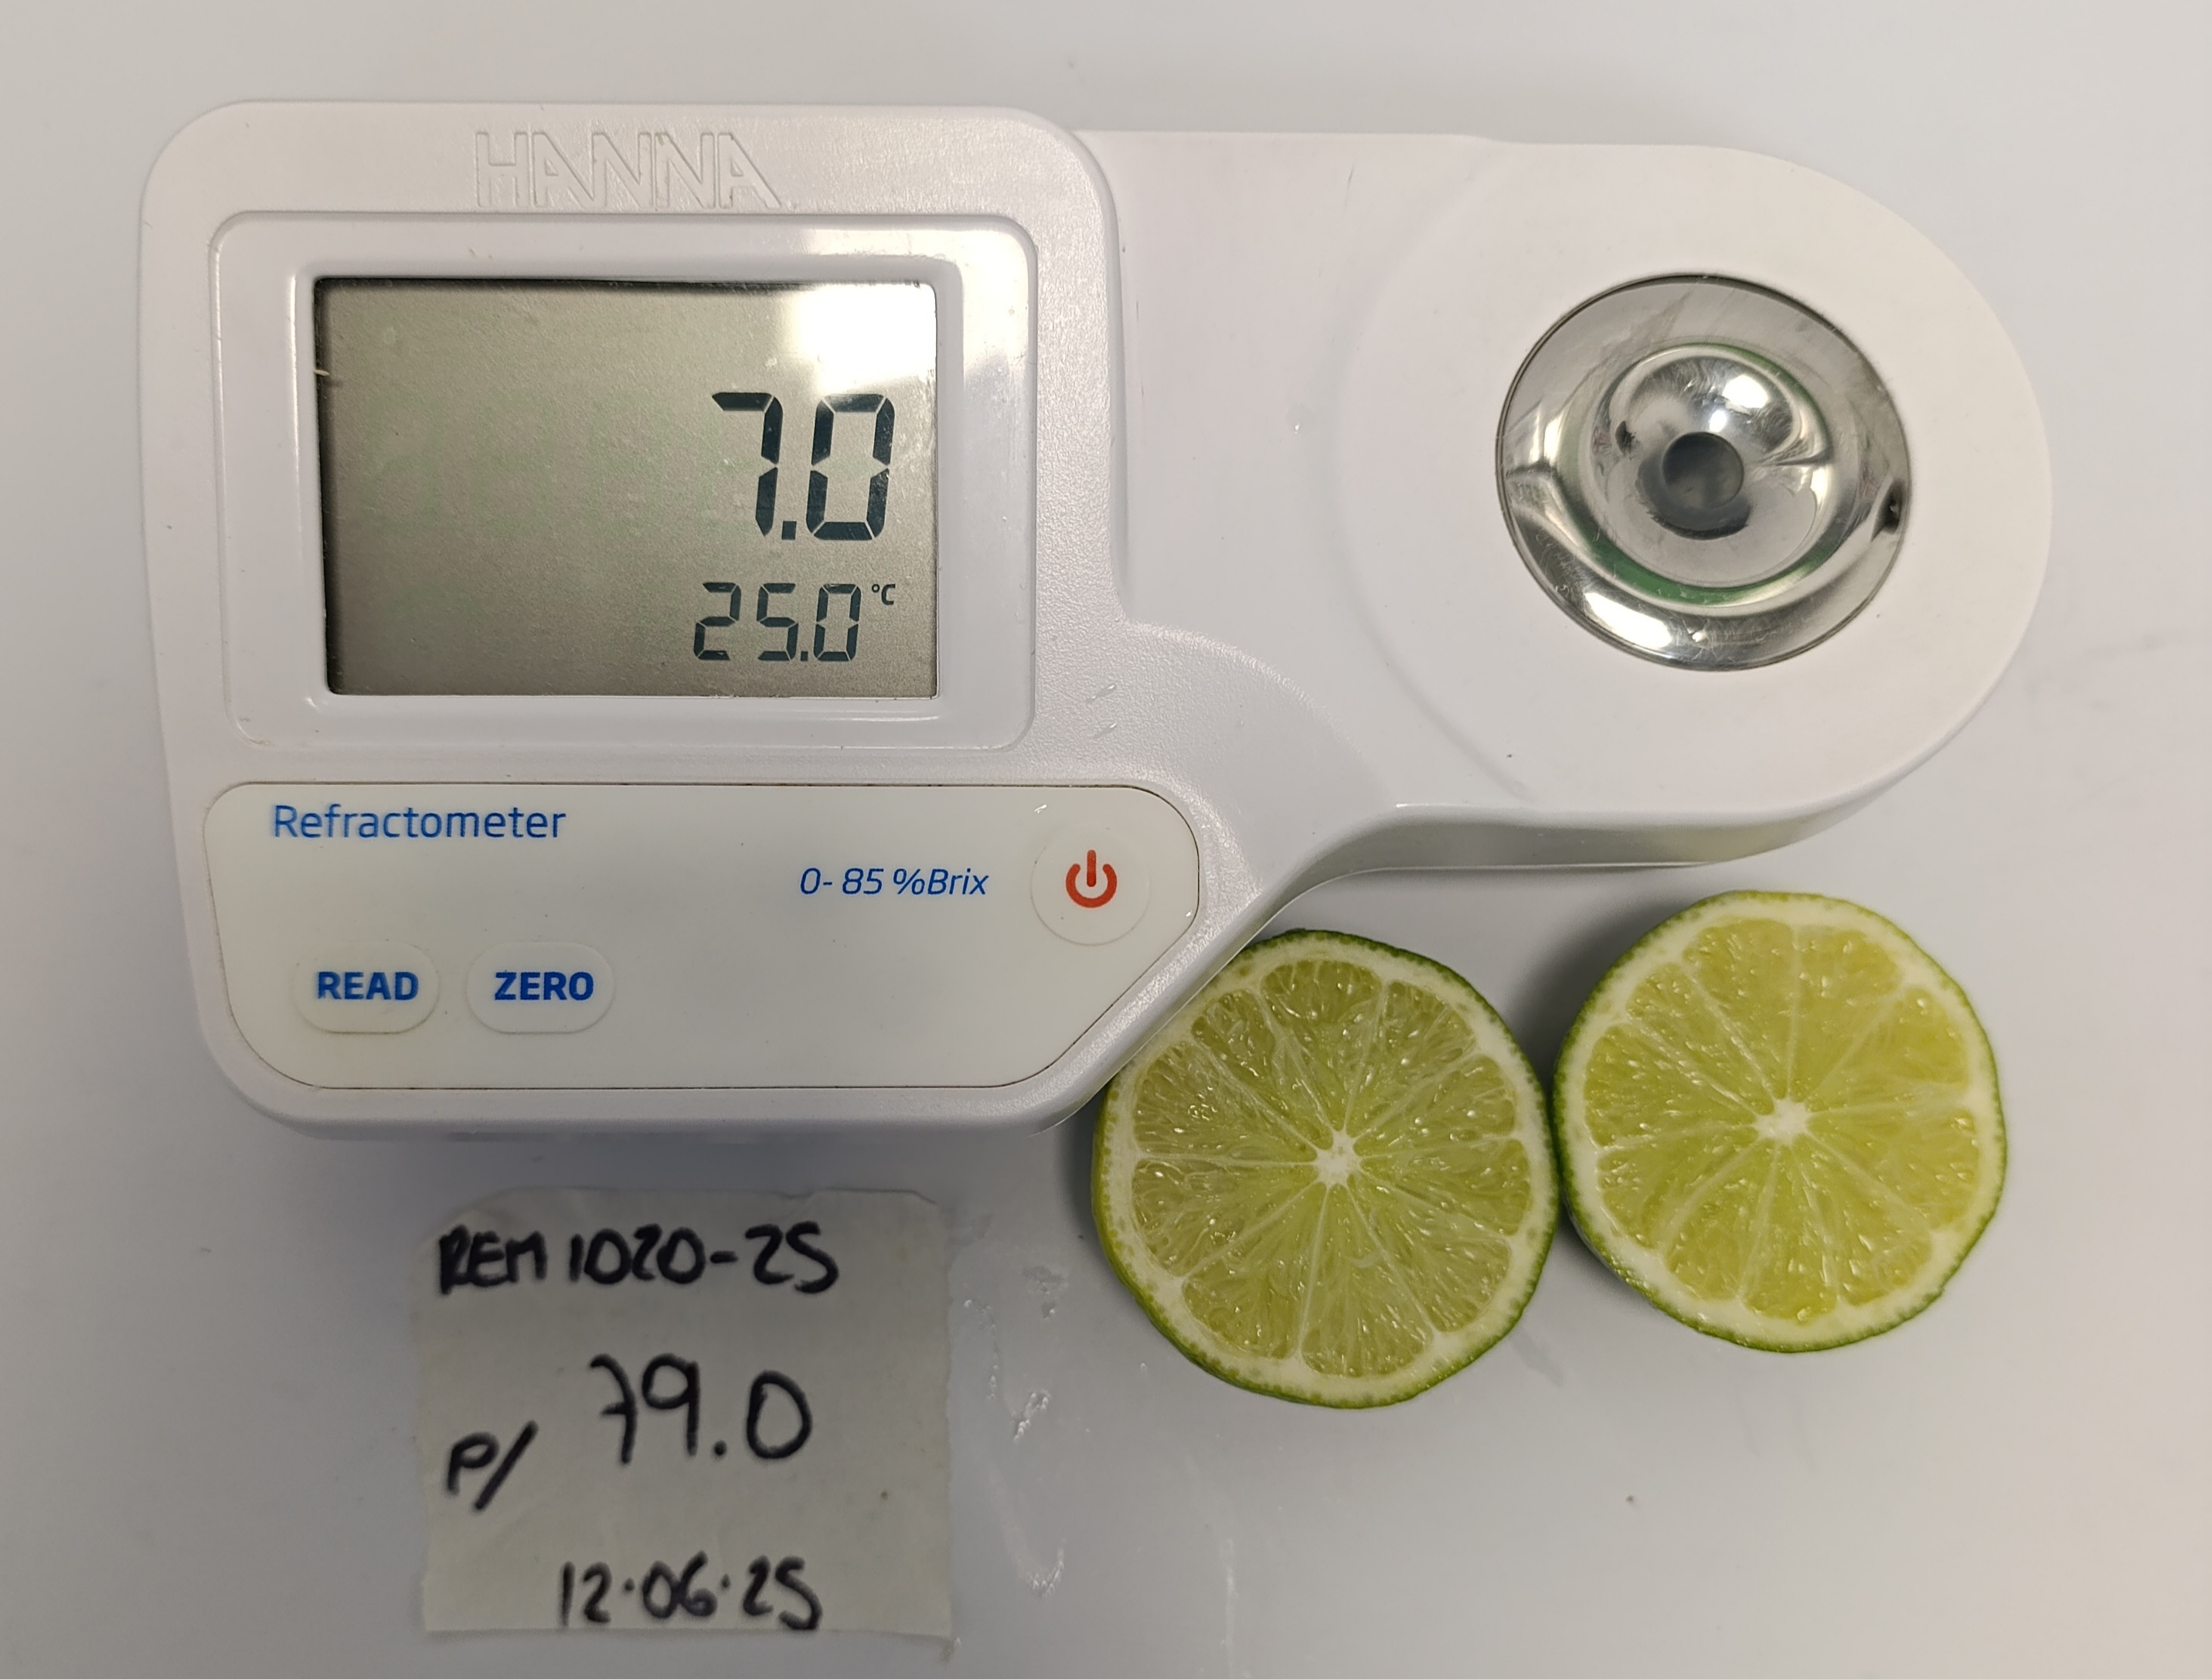 HANNA
7.0
25.0 °C
Refractometer
0-85 %Brix
READ ZERO
REM 1020-25
P/ 79.0
12.06.25